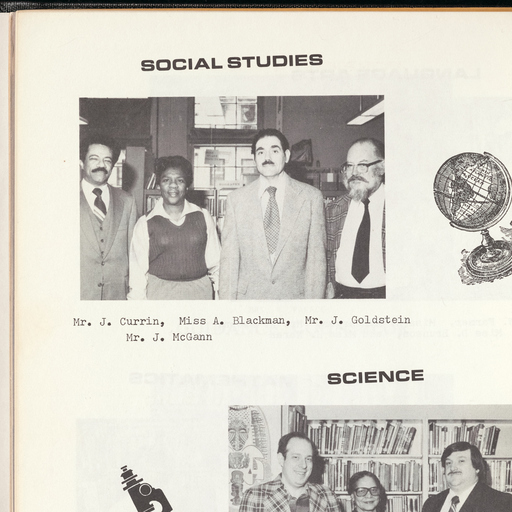 SOCIAL STUDIES
Mr. J. Currin, Miss A. Blackman, Mr. J. Goldstein
Mr. J. McGann
SCIENCE